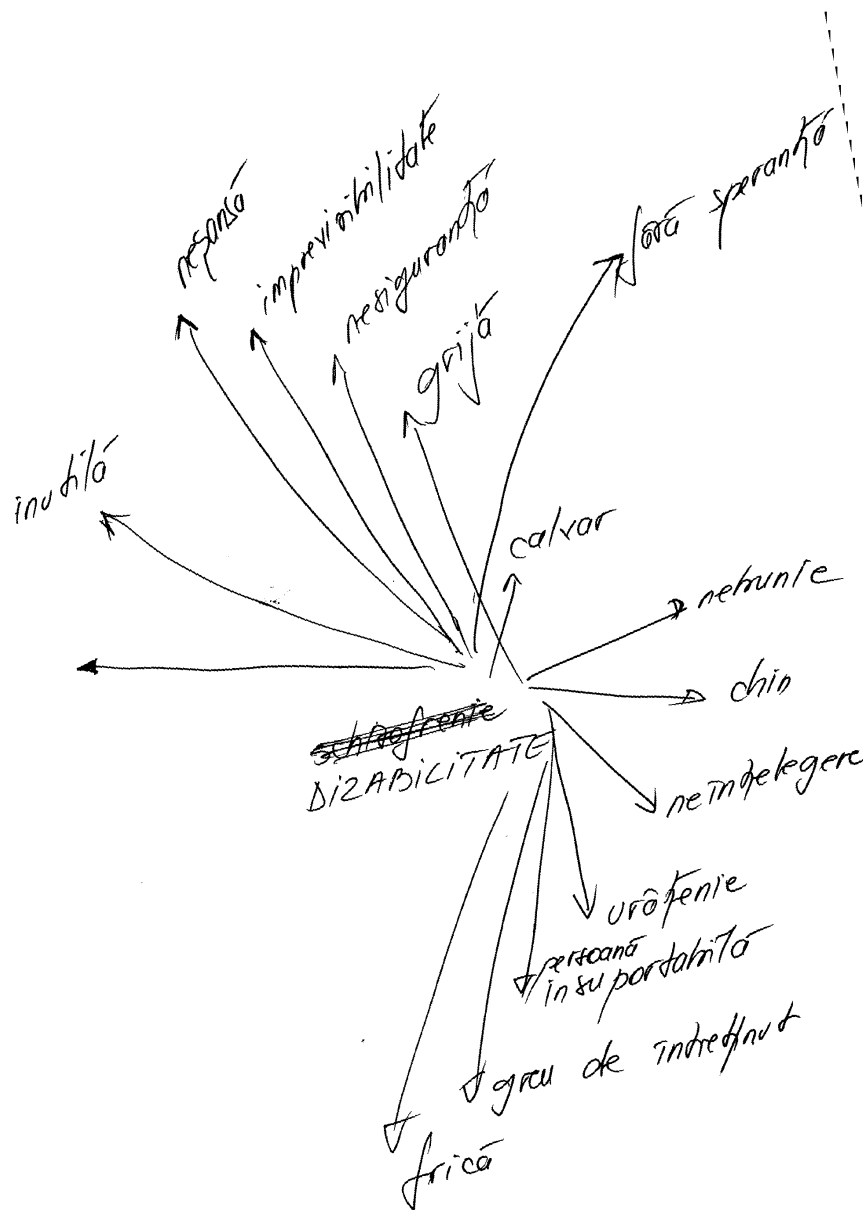 neșansă
imprevizibilitate
nesiguranță
grijă
fără speranță
inutilă
calvar
nebunie
chin
schizofrenie
DIZABILITATE
neînțelegere
urâțenie
persoană
insuportabilă
greu de întreținut
frică